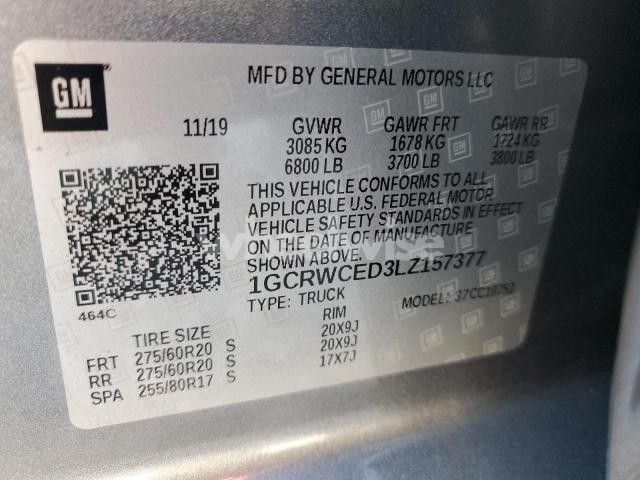 GM
MFD BY GENERAL MOTORS LLC
11/19 GVWR GAWR FRT GAWR RR
3085 KG 1678 KG 1724 KG
6800 LB 3700 LB 3800 LB
THIS VEHICLE CONFORMS TO ALL
APPLICABLE U.S. FEDERAL MOTOR
VEHICLE SAFETY STANDARDS IN EFFECT
ON THE DATE OF MANUFACTURE
SHOWN ABOVE.
1GCRWCED3LZ157377
464C
TYPE: TRUCK MODEL: 37CC10753
TIRE SIZE RIM
FRT 275/60R20 S 20X9J
RR 275/60R20 S 20X9J
SPA 255/80R17 S 17X7J